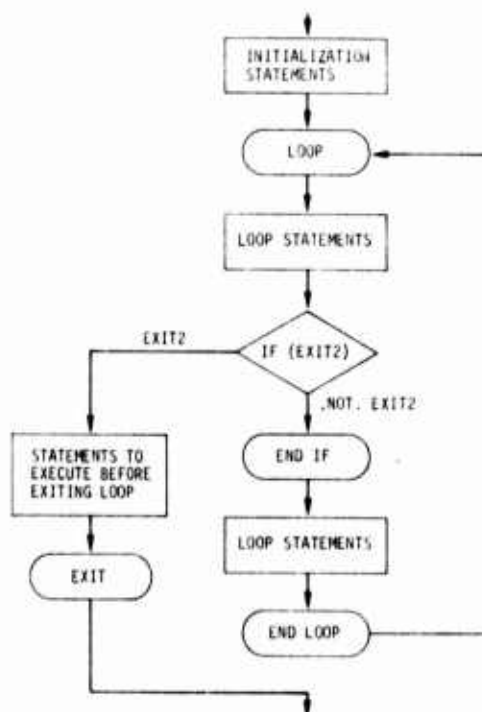 INITIALIZATION
STATEMENTS
LOOP
LOOP STATEMENTS
IF (EXIT2)
EXIT2
.NOT. EXIT2
STATEMENTS TO
EXECUTE BEFORE
EXITING LOOP
END IF
LOOP STATEMENTS
EXIT
END LOOP